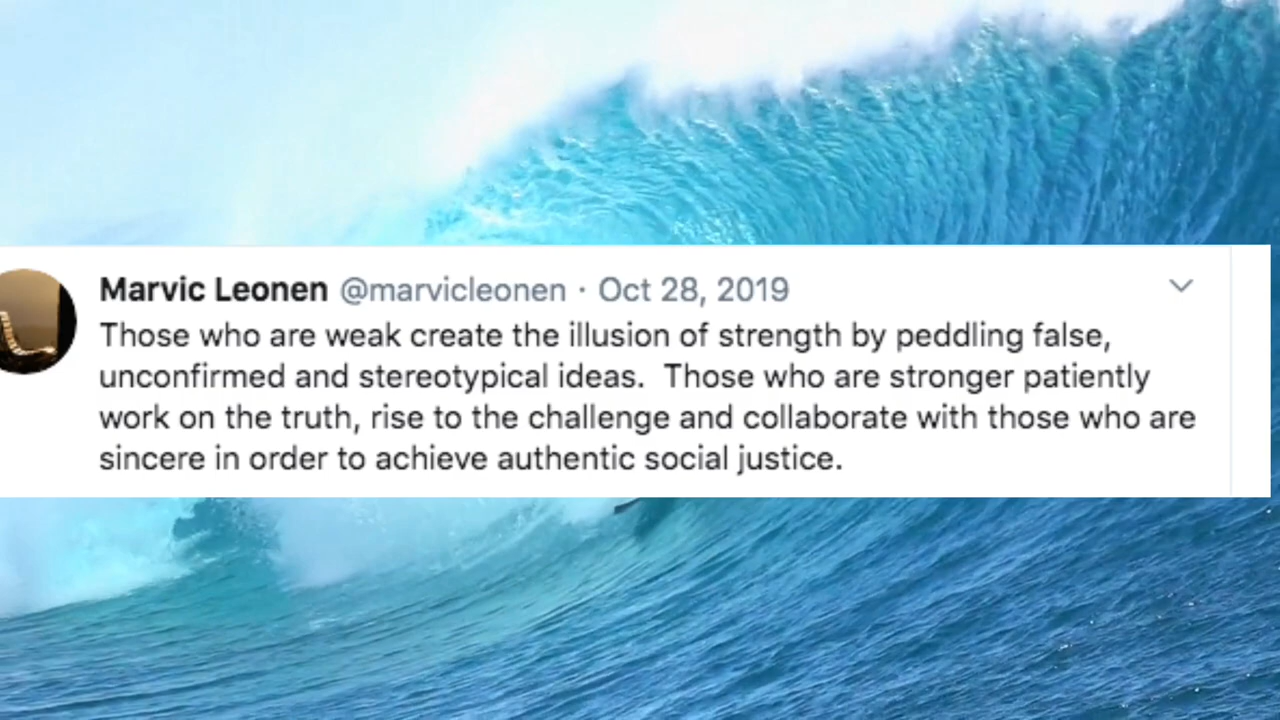 Marvic Leonen @marvicleonen · Oct 28, 2019
Those who are weak create the illusion of strength by peddling false,
unconfirmed and stereotypical ideas.  Those who are stronger patiently
work on the truth, rise to the challenge and collaborate with those who are
sincere in order to achieve authentic social justice.